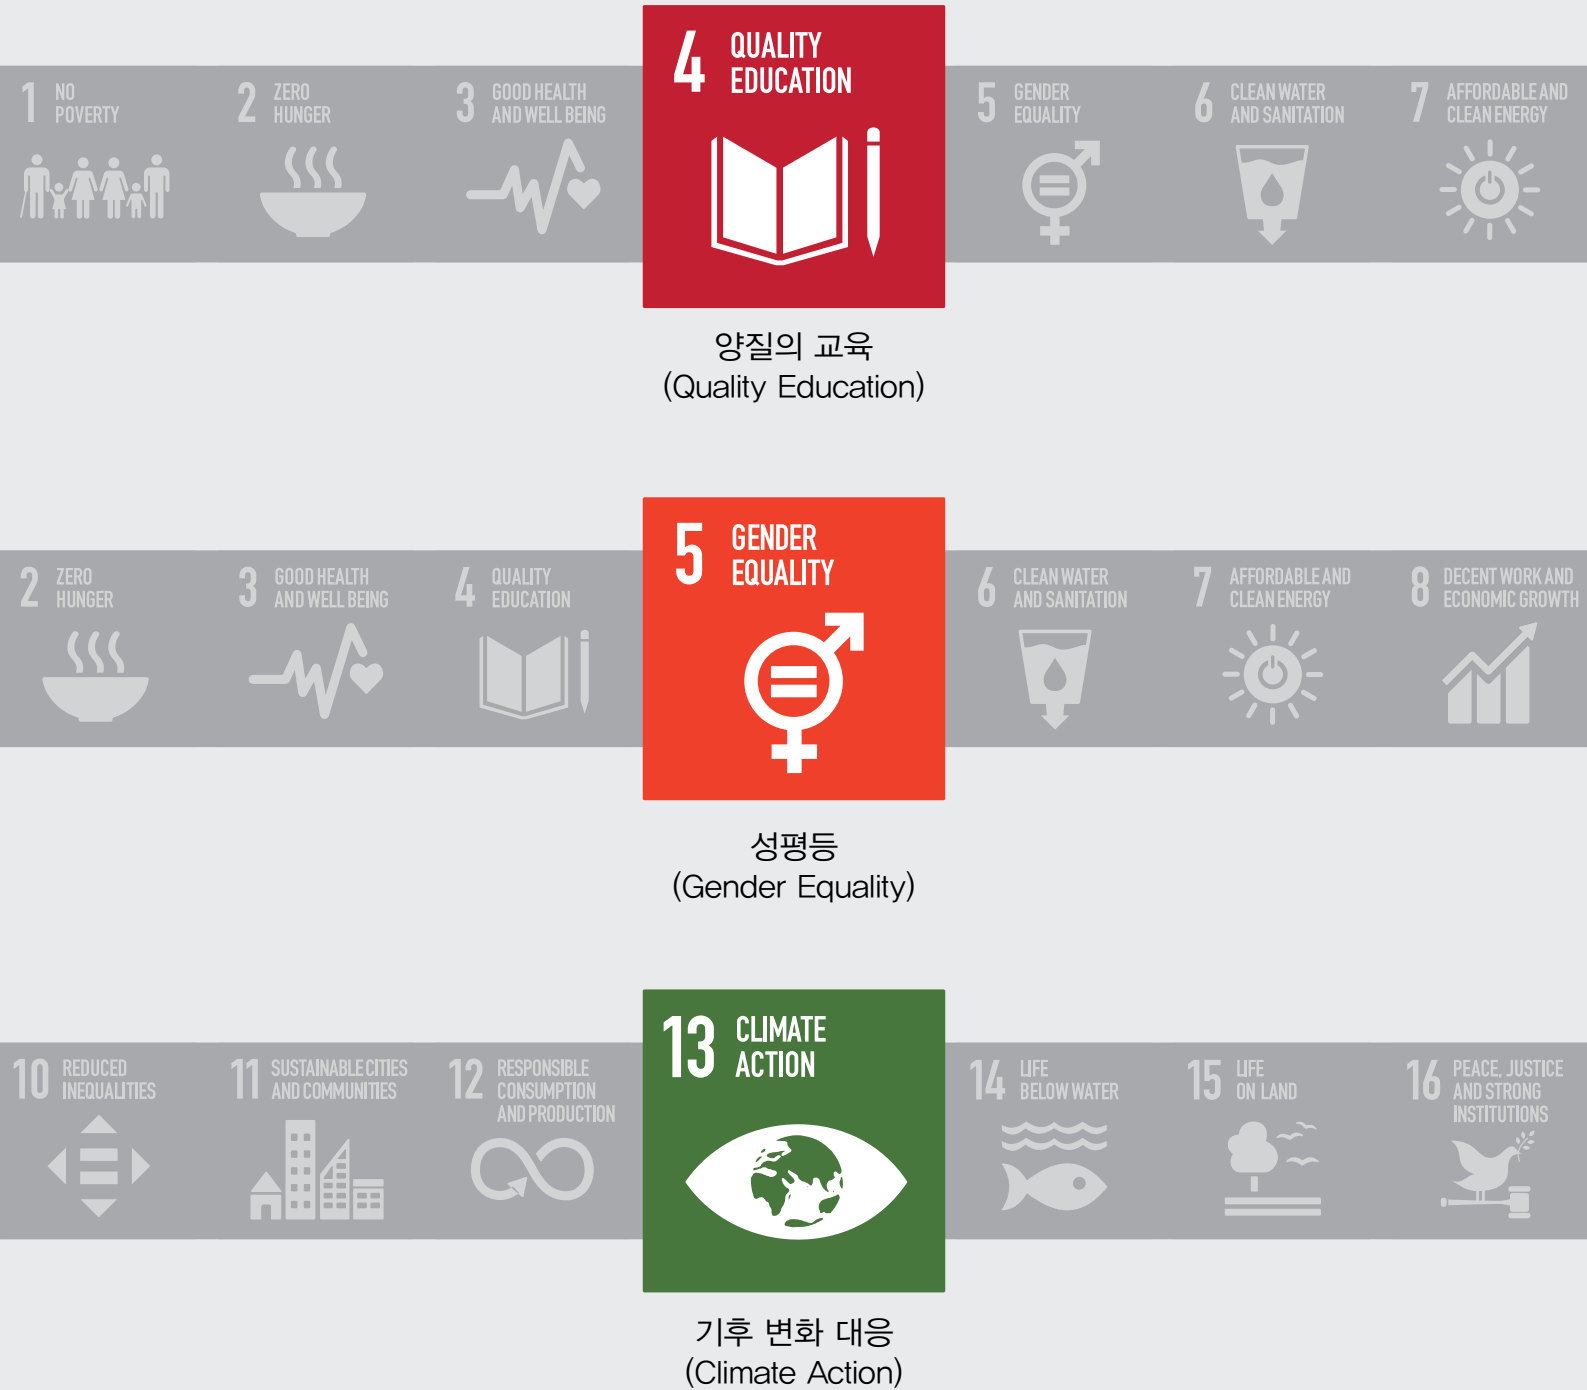 4 QUALITY
EDUCATION
1 NO
POVERTY
2 ZERO
HUNGER
3 GOOD HEALTH
AND WELL BEING
5 GENDER
EQUALITY
6 CLEAN WATER
AND SANITATION
7 AFFORDABLE AND
CLEAN ENERGY
양질의 교육
(Quality Education)
5 GENDER
EQUALITY
2 ZERO
HUNGER
3 GOOD HEALTH
AND WELL BEING
4 QUALITY
EDUCATION
6 CLEAN WATER
AND SANITATION
7 AFFORDABLE AND
CLEAN ENERGY
8 DECENT WORK AND
ECONOMIC GROWTH
성평등
(Gender Equality)
13 CLIMATE
ACTION
10 REDUCED
INEQUALITIES
11 SUSTAINABLE CITIES
AND COMMUNITIES
12 RESPONSIBLE
CONSUMPTION
AND PRODUCTION
14 LIFE
BELOW WATER
15 LIFE
ON LAND
16 PEACE, JUSTICE
AND STRONG
INSTITUTIONS
기후 변화 대응
(Climate Action)